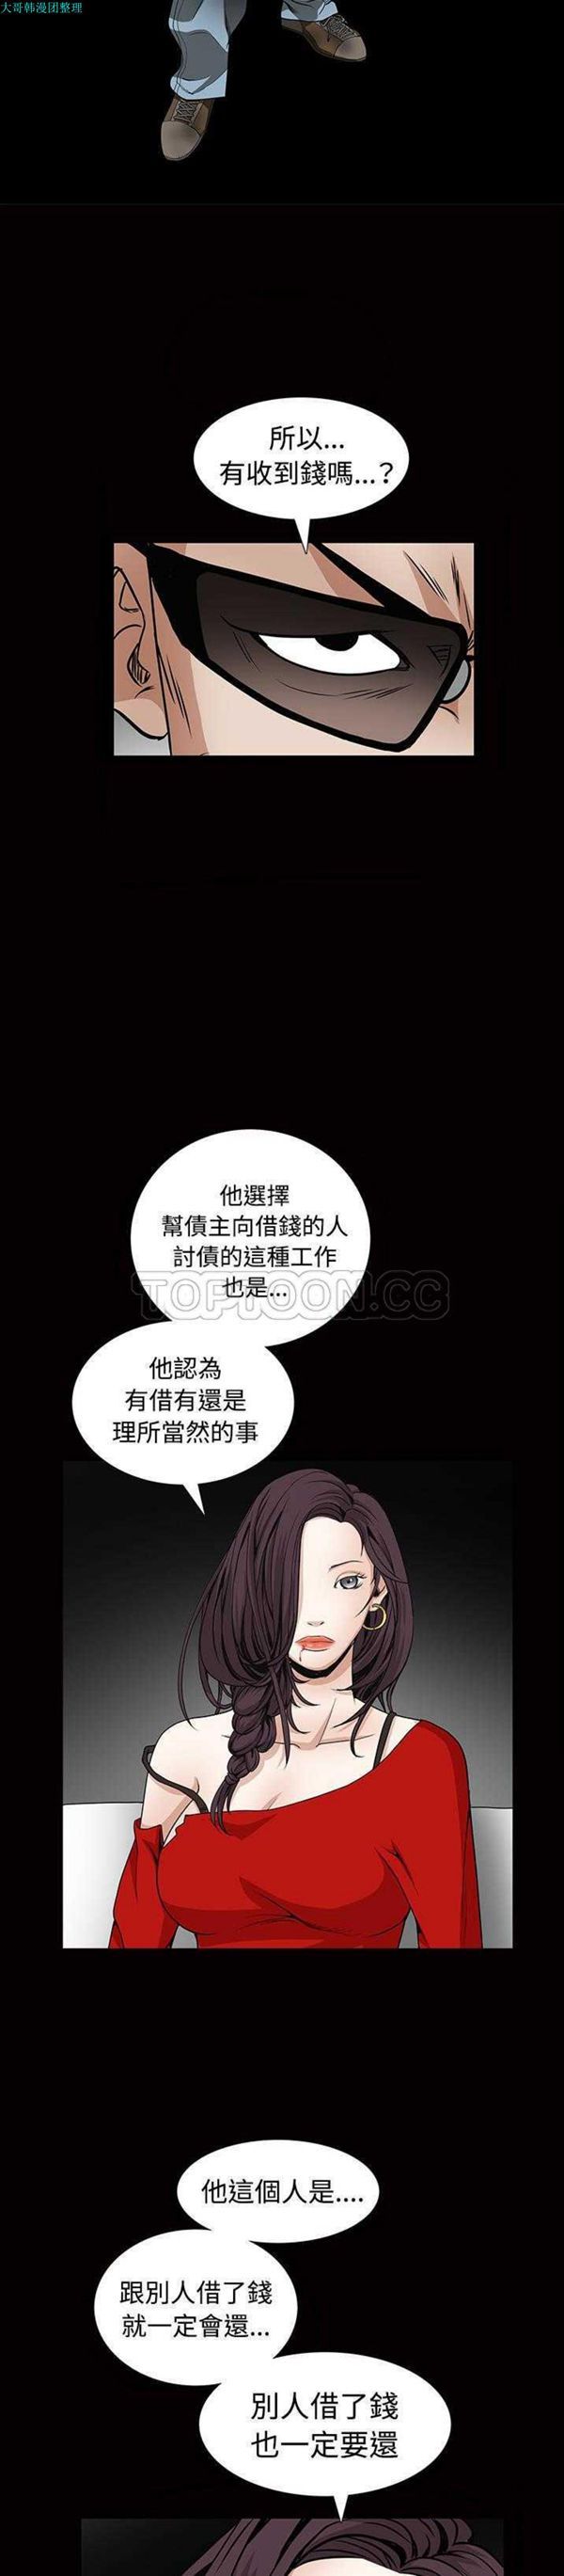 大哥韩漫团整理
所以...
有收到錢嗎...？
他選擇
幫債主向借錢的人
討債的這種工作
也是...
TOPTOON.CC
他認為
有借有還是
理所當然的事
他這個人是....
跟別人借了錢
就一定會還...
別人借了錢
也一定要還